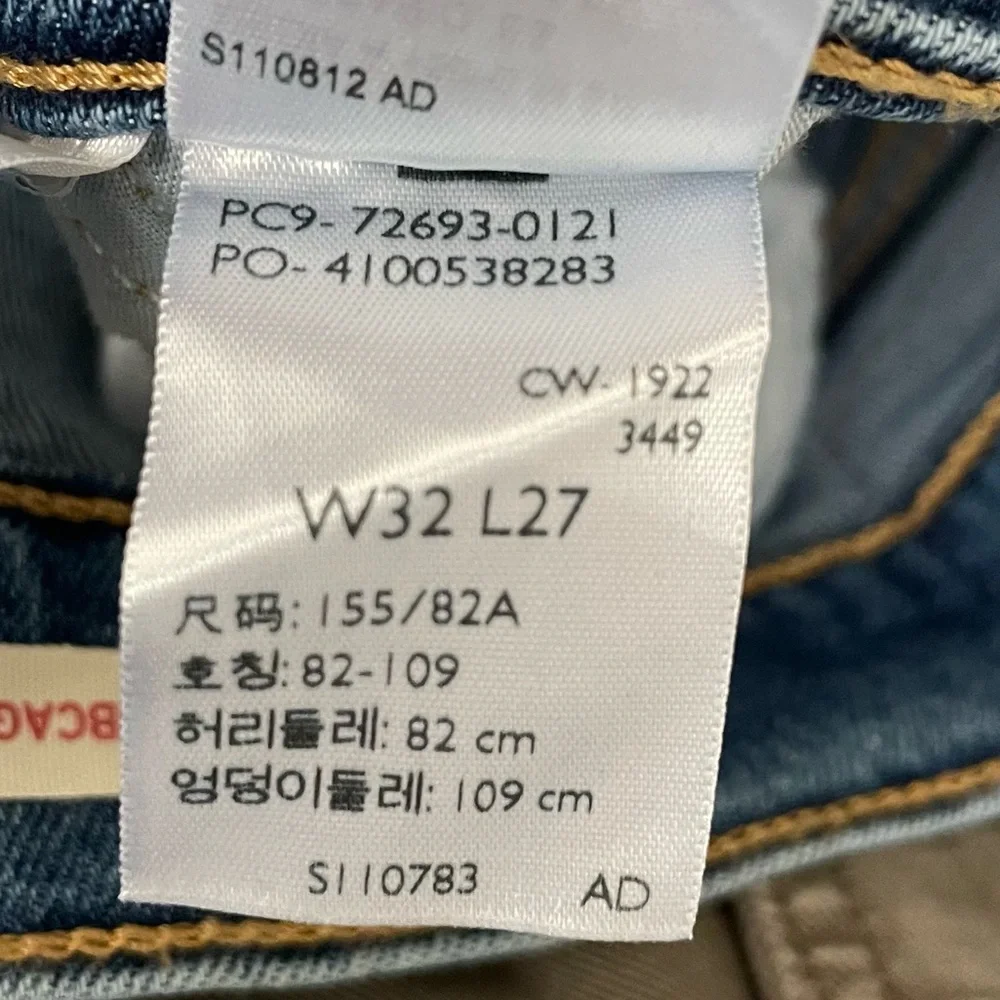 S110812 AD
PC9-72693-0121
PO-4100538283
CW-1922
3449
W32 L27
尺码: 155/82A
호칭: 82-109
허리둘레: 82 cm
엉덩이둘레: 109 cm
S110783 AD
BCAG